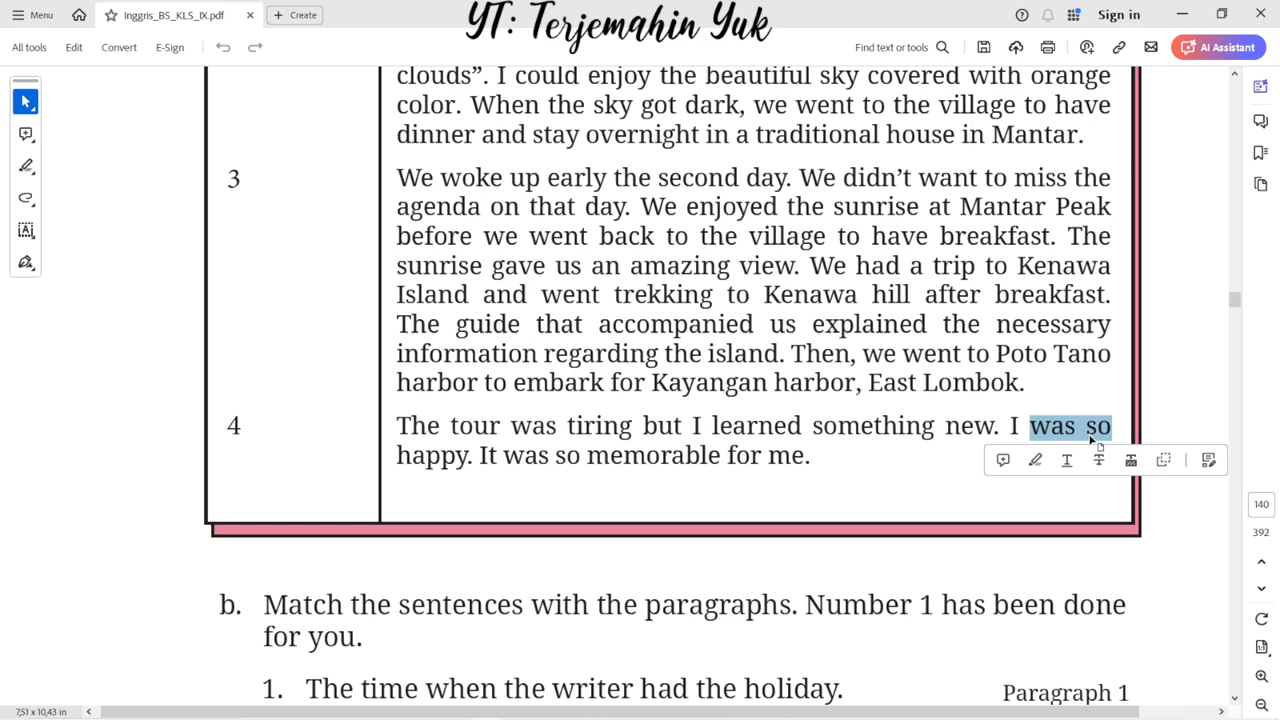 Menu
Inggris_BS_KLS_IX.pdf
Create
YT: Terjemahin Yuk
Sign in
All tools
Edit
Convert
E-Sign
Find text or tools
AI Assistant
clouds”. I could enjoy the beautiful sky covered with orange
color. When the sky got dark, we went to the village to have
dinner and stay overnight in a traditional house in Mantar.
3
We woke up early the second day. We didn’t want to miss the
agenda on that day. We enjoyed the sunrise at Mantar Peak
before we went back to the village to have breakfast. The
sunrise gave us an amazing view. We had a trip to Kenawa
Island and went trekking to Kenawa hill after breakfast.
The guide that accompanied us explained the necessary
information regarding the island. Then, we went to Poto Tano
harbor to embark for Kayangan harbor, East Lombok.
4
The tour was tiring but I learned something new. I was so
happy. It was so memorable for me.
140
392
b. Match the sentences with the paragraphs. Number 1 has been done
for you.
1. The time when the writer had the holiday. Paragraph 1
7,51 x 10,43 in